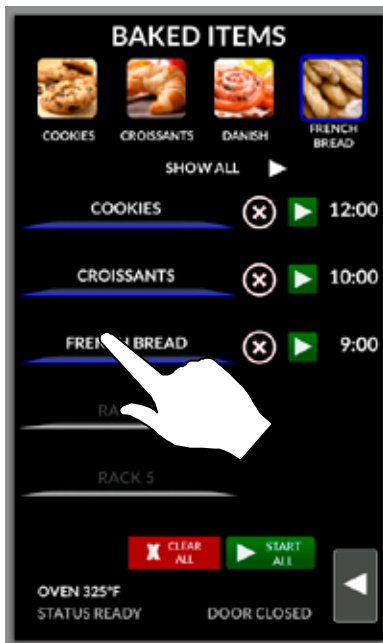 BAKED ITEMS
COOKIES CROISSANTS DANISH FRENCH
BREAD
SHOW ALL
COOKIES 12:00
CROISSANTS 10:00
FRENCH BREAD 9:00
RACK 5
CLEAR
ALL
START
ALL
OVEN 325°F
STATUS READY DOOR CLOSED